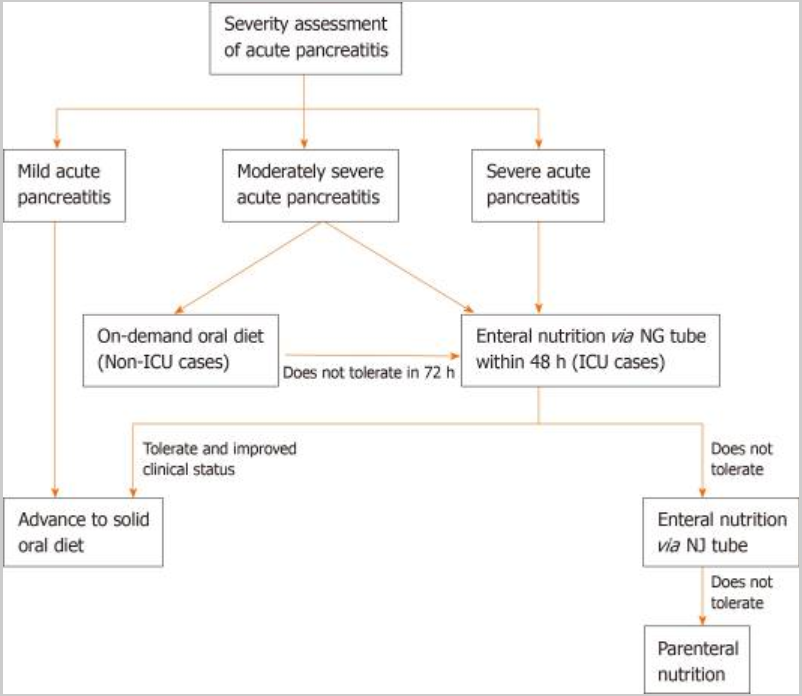 Severity assessment
of acute pancreatitis
Mild acute
pancreatitis
Moderately severe
acute pancreatitis
Severe acute
pancreatitis
On-demand oral diet
(Non-ICU cases)
Does not tolerate in 72 h
Enteral nutrition via NG tube
within 48 h (ICU cases)
Tolerate and improved
clinical status
Does not
tolerate
Advance to solid
oral diet
Enteral nutrition
via NJ tube
Does not
tolerate
Parenteral
nutrition